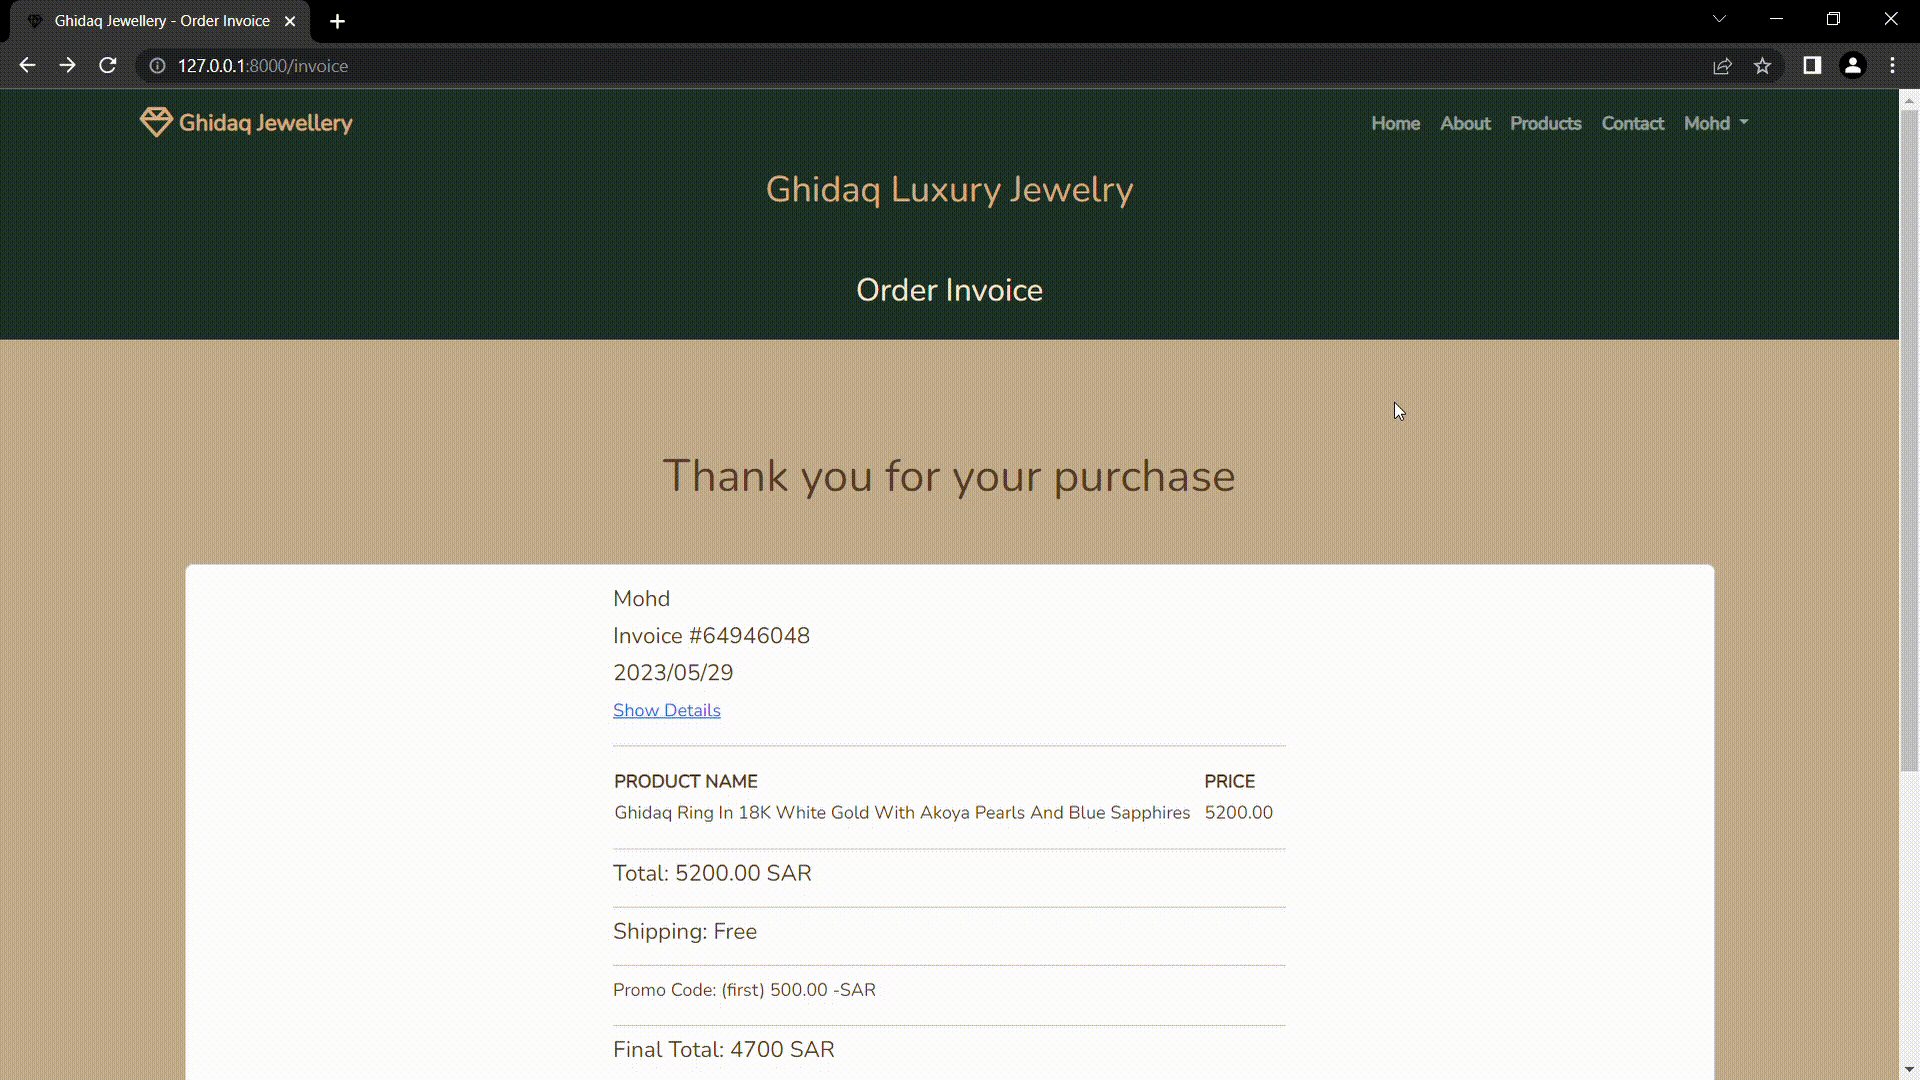 Ghidaq Jewellery - Order Invoice
127.0.0.1:8000/invoice
Ghidaq Jewellery
Home About Products Contact Mohd
Ghidaq Luxury Jewelry
Order Invoice
Thank you for your purchase
Mohd
Invoice #64946048
2023/05/29
Show Details
PRODUCT NAME PRICE
Ghidaq Ring In 18K White Gold With Akoya Pearls And Blue Sapphires 5200.00
Total: 5200.00 SAR
Shipping: Free
Promo Code: (first) 500.00 -SAR
Final Total: 4700 SAR